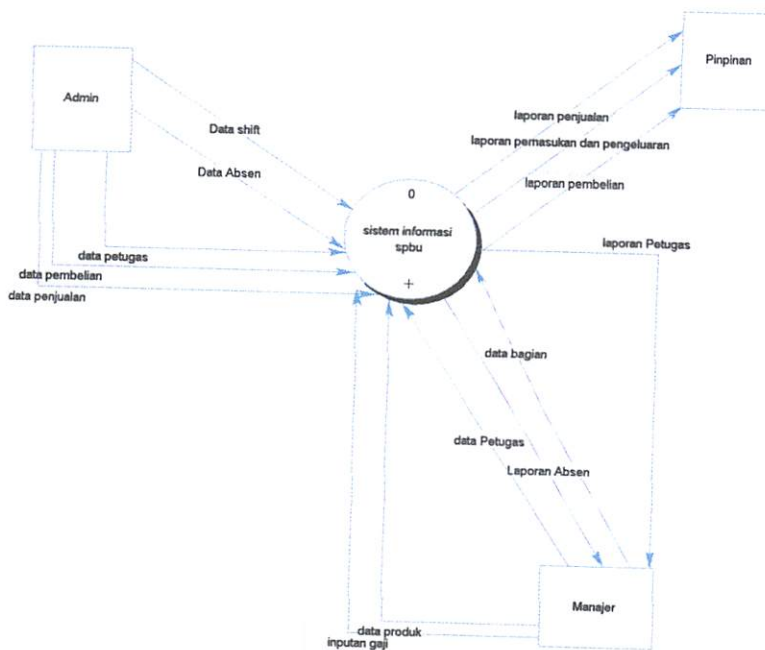 Pinpinan
Admin
laporan penjualan
Data shift
laporan pemasukan dan pengeluaran
Data Absen
laporan pembelian
0
sistem informasi
spbu
+
laporan Petugas
data petugas
data pembelian
data penjualan
data bagian
data Petugas
Laporan Absen
Manajer
data produk
inputan gaji